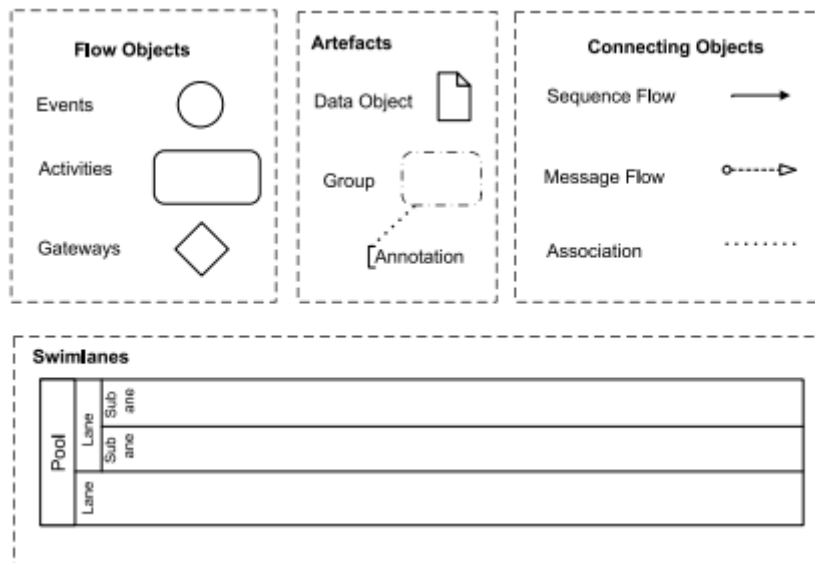 Flow Objects
Events
Activities
Gateways
Artefacts
Data Object
Group
Annotation
Connecting Objects
Sequence Flow
Message Flow
Association
Swimlanes
Pool
Lane
Sub
ane
Sub
ane
Lane